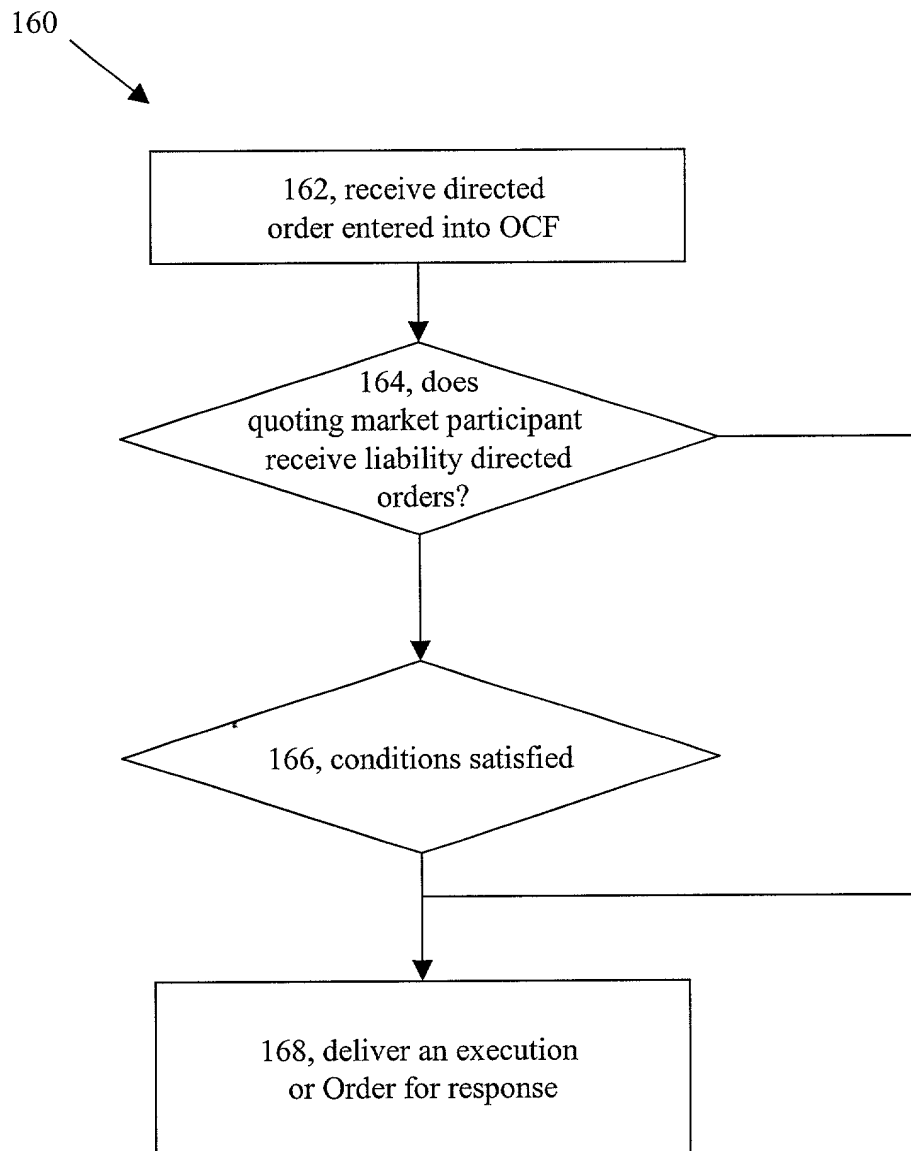 160
162, receive directed
order entered into OCF
164, does
quoting market participant
receive liability directed
orders?
166, conditions satisfied
168, deliver an execution
or Order for response